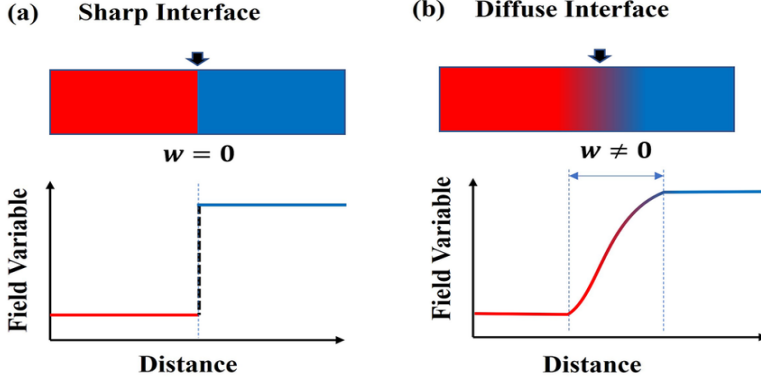 (a) Sharp Interface
w = 0
Field Variable
Distance
(b) Diffuse Interface
w ≠ 0
Field Variable
Distance